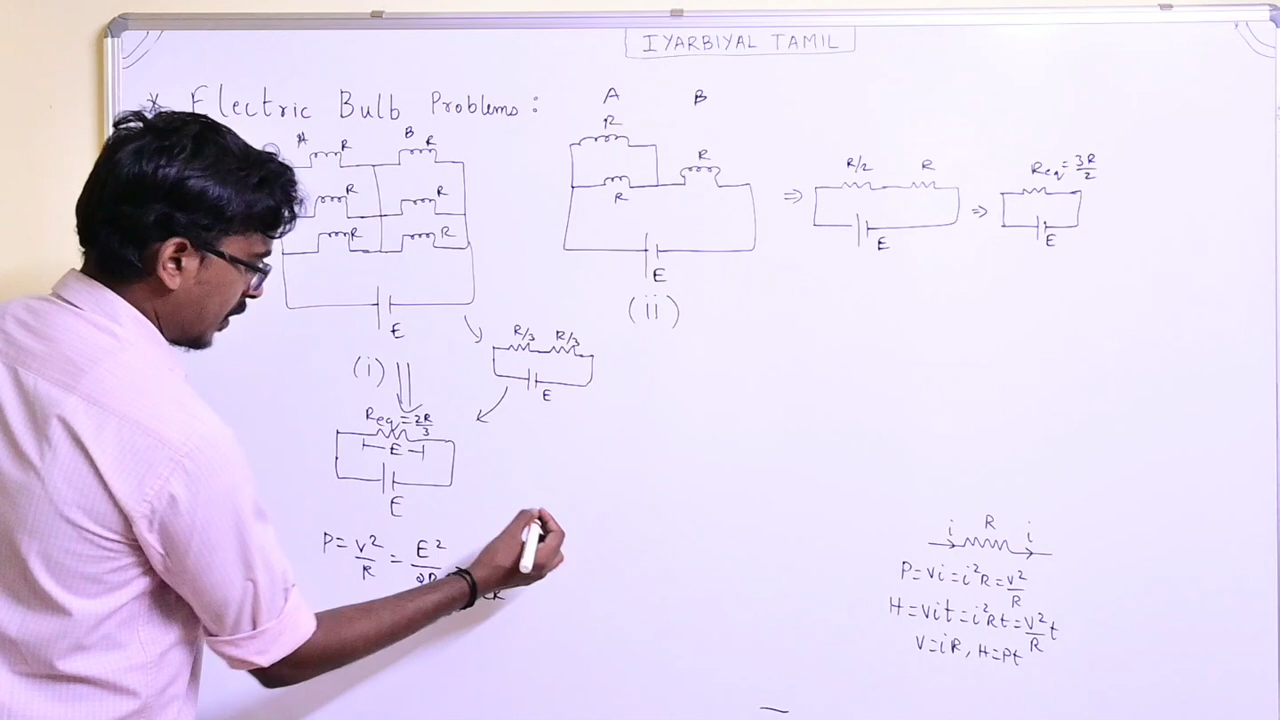 IYARBIYAL TAMIL
* Electric Bulb Problems:
A B
A R B R
R R
R R
E
(i)
R/3 R/3
E
Req = 2R/3
E
E
P = V²/R = E²/2R
R
R
R
E
(ii)
⇒ R/2 R
E
⇒ Req = 3R/2
E
i R i
P = Vi = i²R = V²/R
H = Vit = i²Rt = V²/R t
V = iR, H = Pt